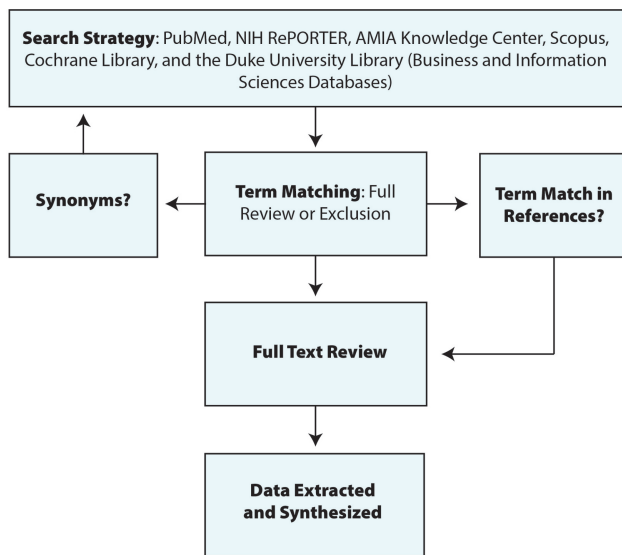 Search Strategy: PubMed, NIH RePORTER, AMIA Knowledge Center, Scopus,
Cochrane Library, and the Duke University Library (Business and Information
Sciences Databases)
Synonyms?
Term Matching: Full
Review or Exclusion
Term Match in
References?
Full Text Review
Data Extracted
and Synthesized